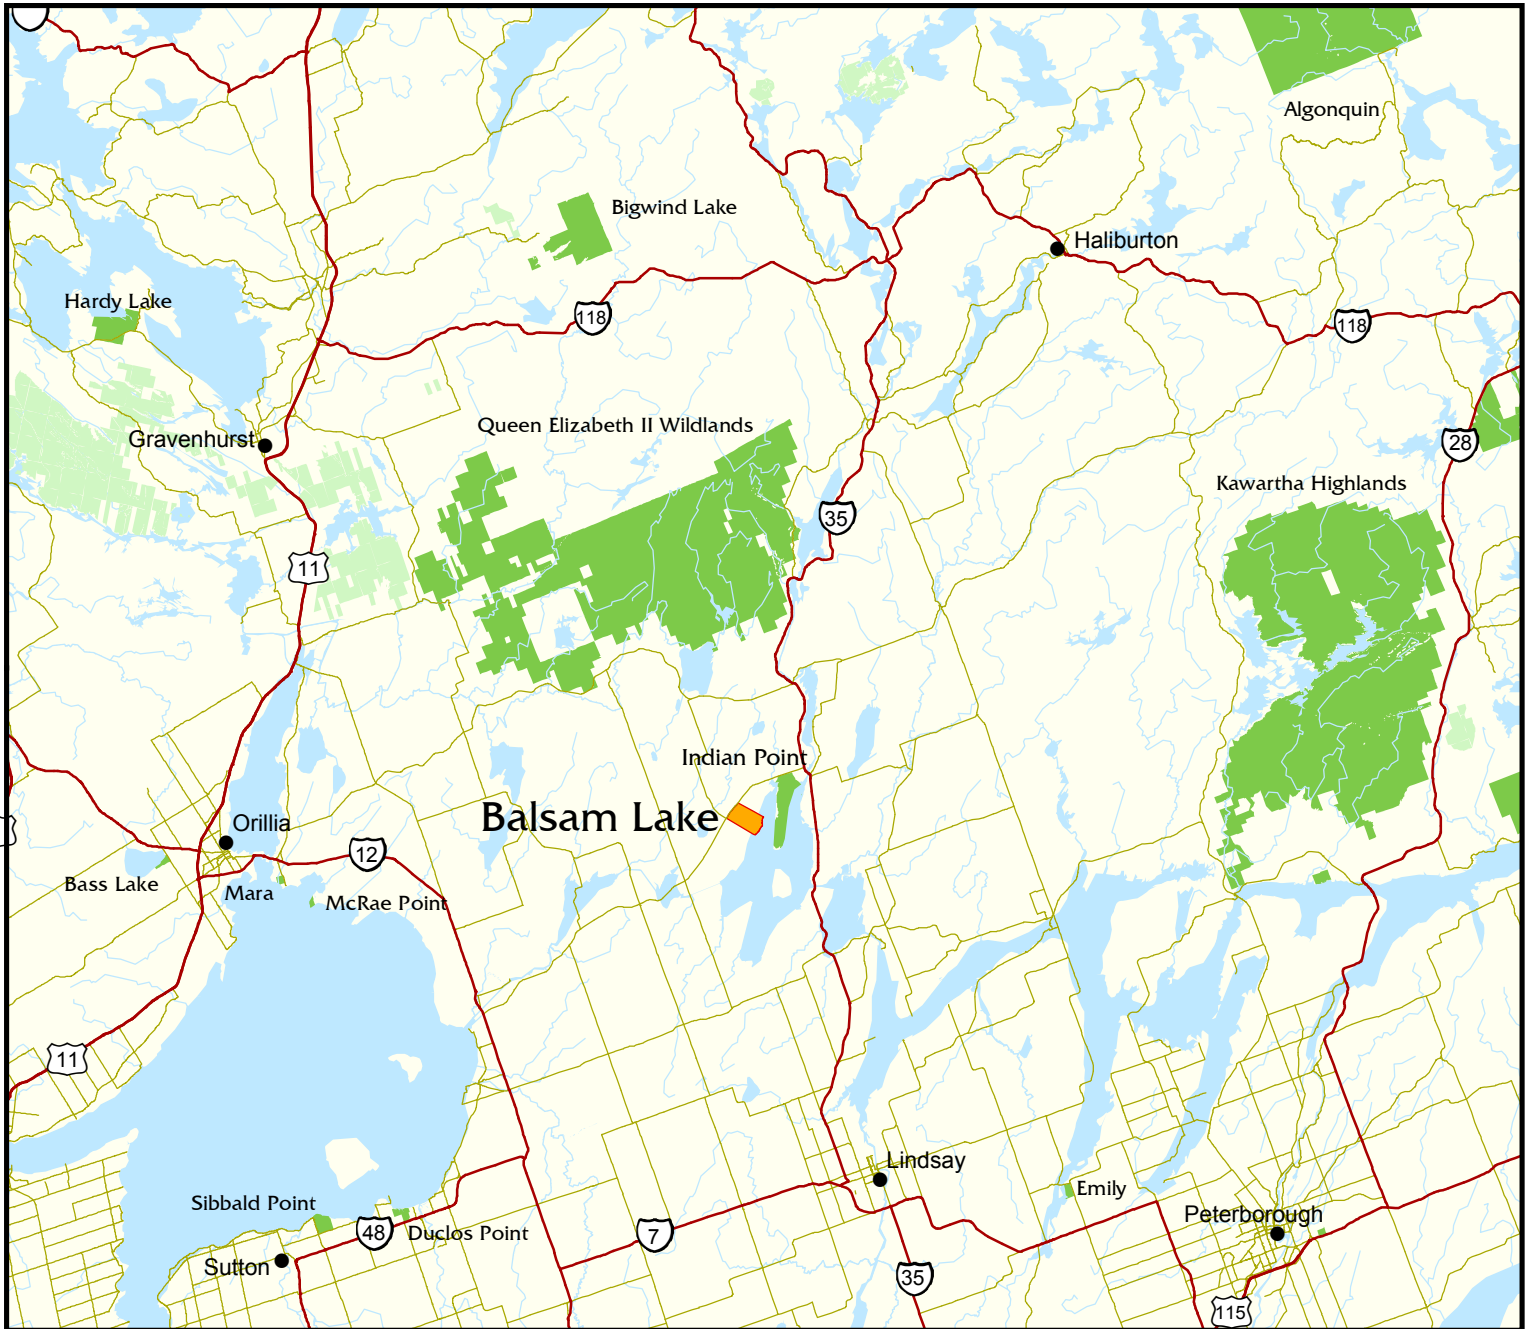 Algonquin
Bigwind Lake
Haliburton
Hardy Lake
118
118
Queen Elizabeth II Wildlands
Gravenhurst
28
Kawartha Highlands
35
11
Indian Point
Balsam Lake
Orillia
12
Bass Lake
Mara
McRae Point
11
Lindsay
Emily
Sibbald Point
Peterborough
48
Duclos Point
7
Sutton
35
115